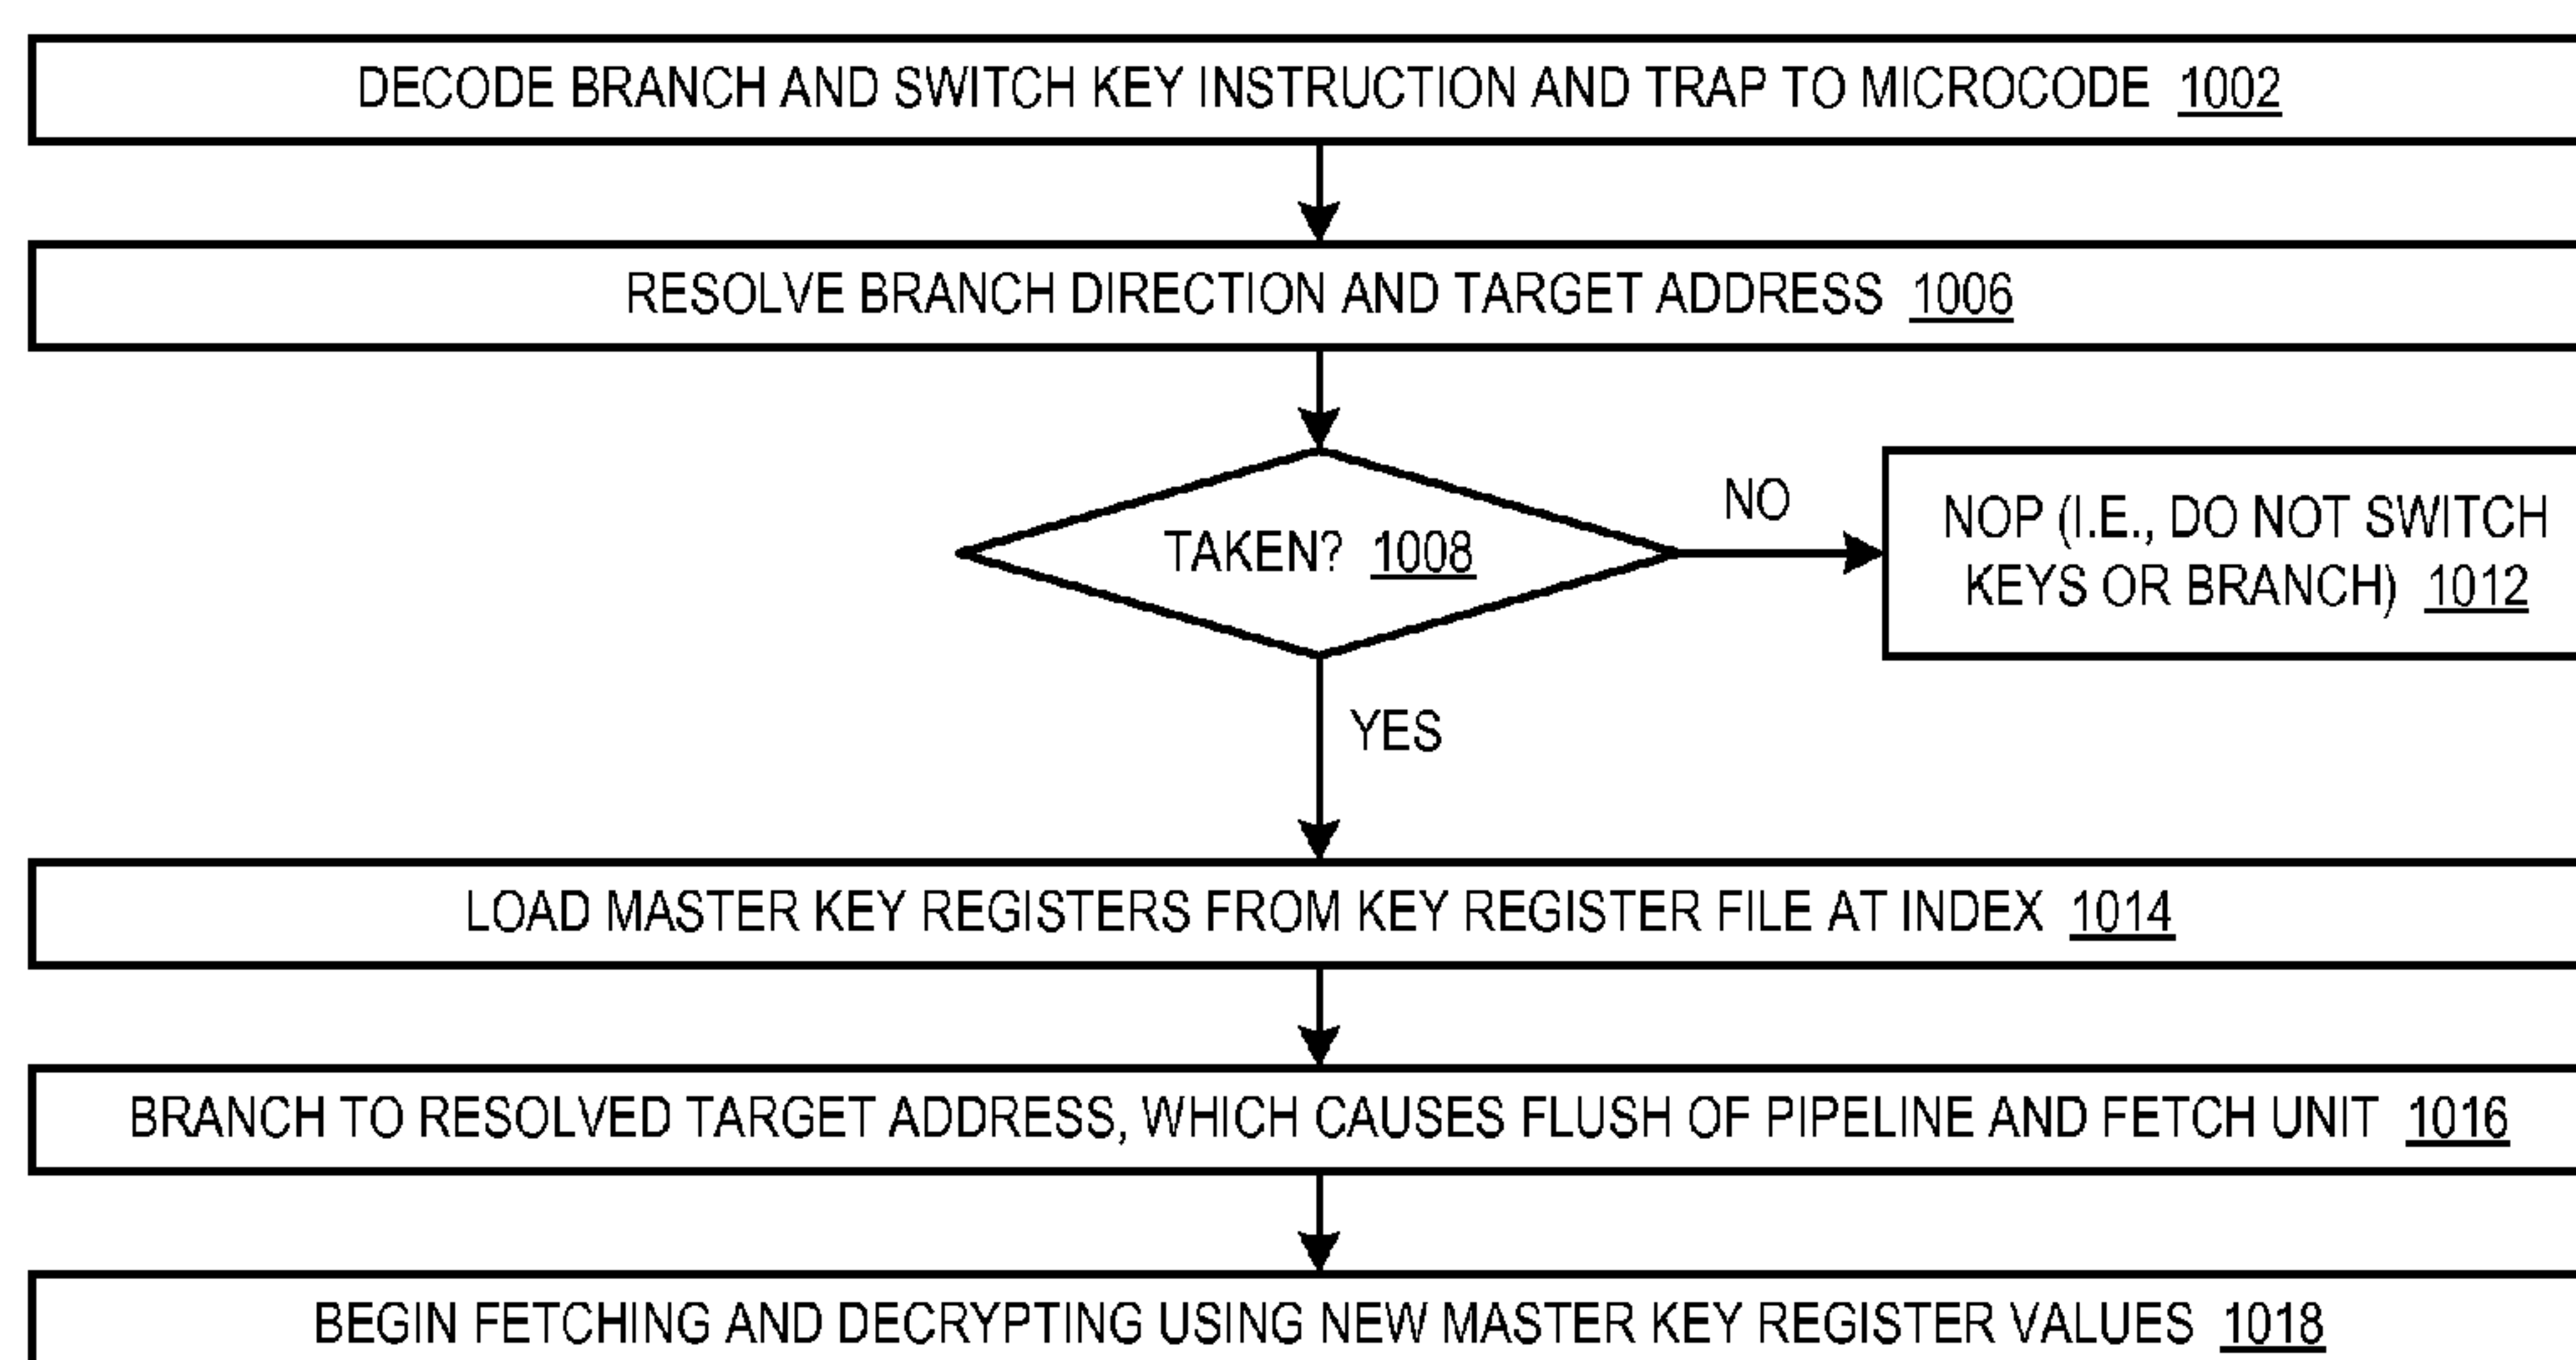 DECODE BRANCH AND SWITCH KEY INSTRUCTION AND TRAP TO MICROCODE 1002
RESOLVE BRANCH DIRECTION AND TARGET ADDRESS 1006
TAKEN? 1008
NO
NOP (I.E., DO NOT SWITCH
KEYS OR BRANCH) 1012
YES
LOAD MASTER KEY REGISTERS FROM KEY REGISTER FILE AT INDEX 1014
BRANCH TO RESOLVED TARGET ADDRESS, WHICH CAUSES FLUSH OF PIPELINE AND FETCH UNIT 1016
BEGIN FETCHING AND DECRYPTING USING NEW MASTER KEY REGISTER VALUES 1018